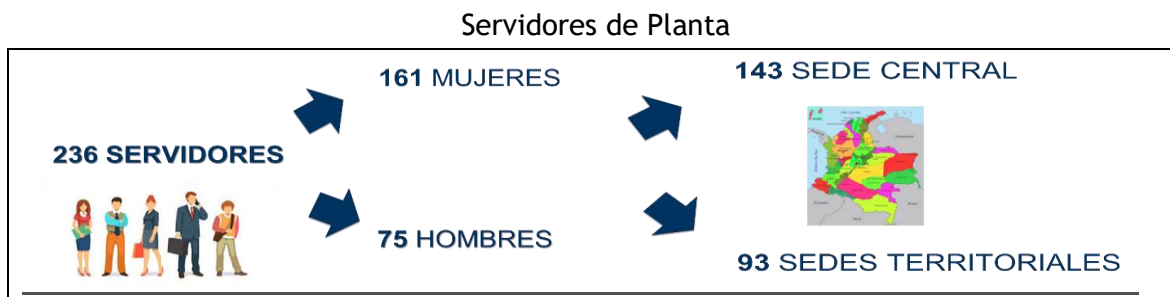 Servidores de Planta
236 SERVIDORES
161 MUJERES
75 HOMBRES
143 SEDE CENTRAL
93 SEDES TERRITORIALES